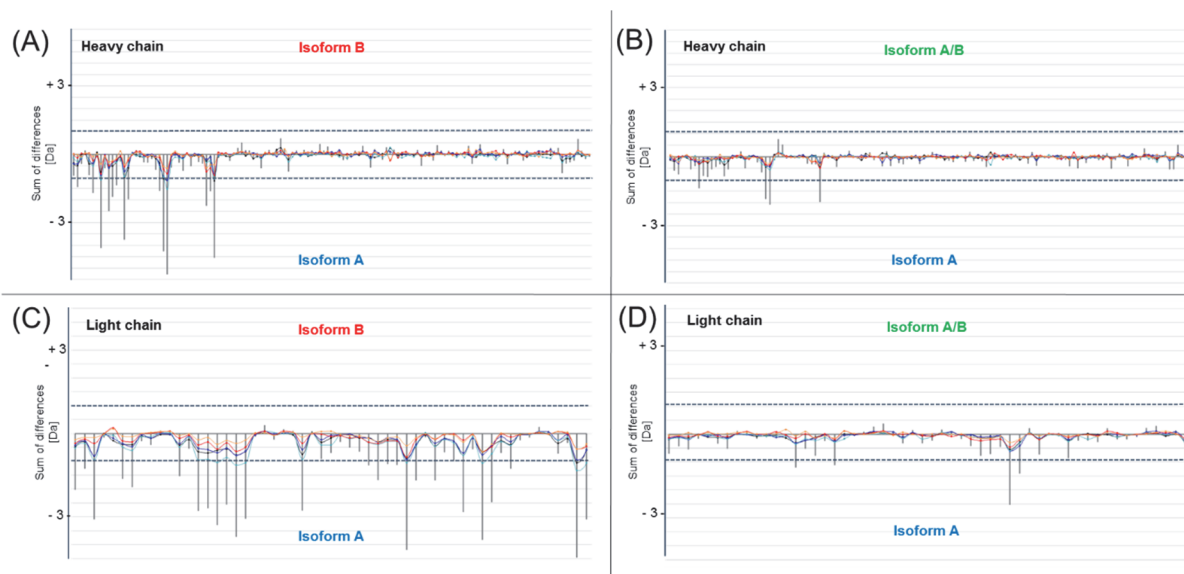 (A)
Heavy chain
Isoform B
+ 3
Sum of differences
[Da]
- 3
Isoform A
(B)
Heavy chain
Isoform A/B
+ 3
Sum of differences
[Da]
- 3
Isoform A
(C)
Light chain
Isoform B
+ 3
-
Sum of differences
[Da]
- 3
Isoform A
(D)
Light chain
Isoform A/B
+ 3
Sum of differences
[Da]
- 3
Isoform A